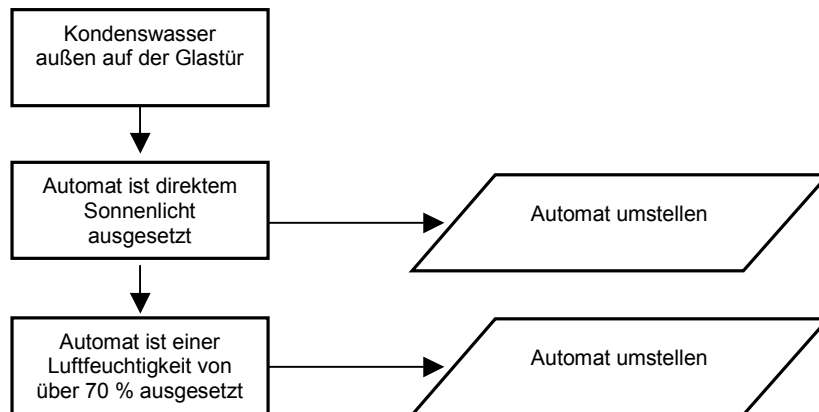 Kondenswasser
außen auf der Glastür
Automat ist direktem
Sonnenlicht
ausgesetzt
Automat umstellen
Automat ist einer
Luftfeuchtigkeit von
über 70 % ausgesetzt
Automat umstellen